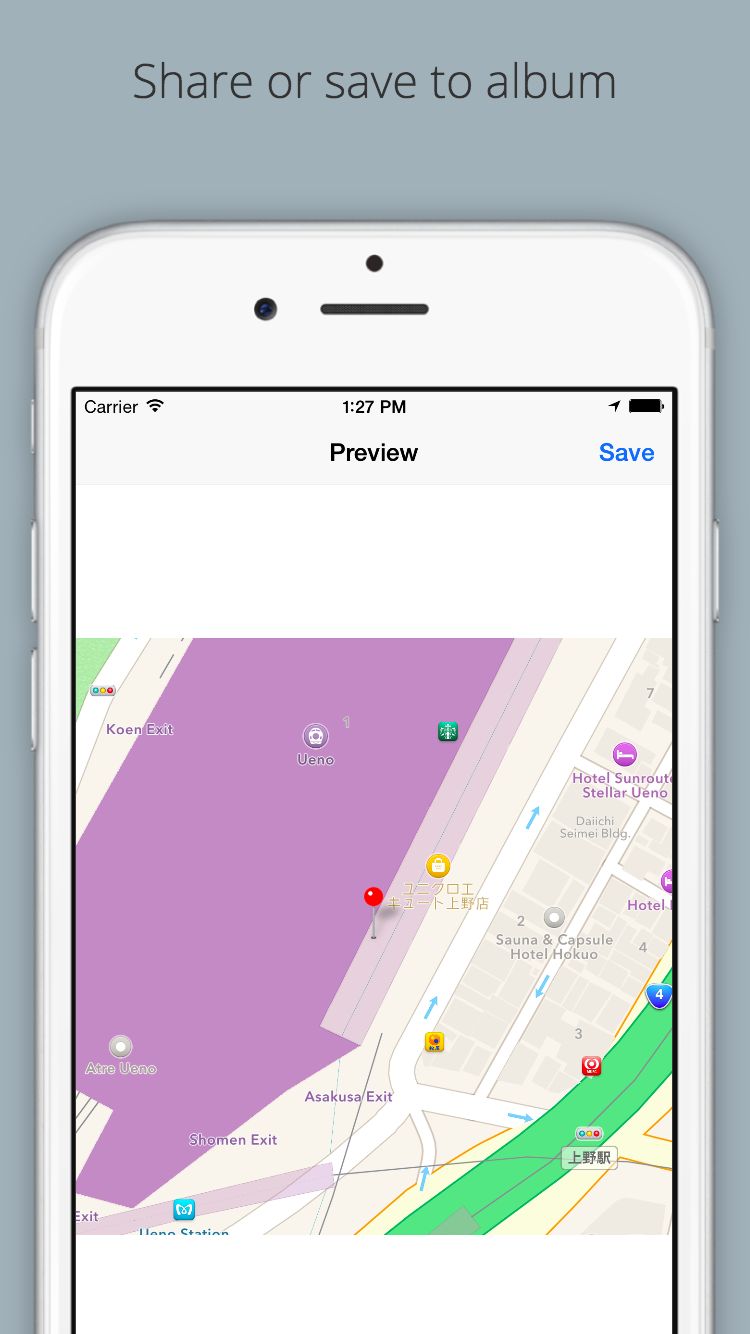 Share or save to album
Carrier
1:27 PM
Preview
Save
7
1
Koen Exit
Ueno
Hotel Sunroute
Stellar Ueno
Daiichi
Seimei Bldg.
ユニクロエ
キュート上野店
Hotel
2
Sauna & Capsule
Hotel Hokuo
4
4
3
Atre Ueno
Asakusa Exit
Shomen Exit
上野駅
Exit
Ueno Station